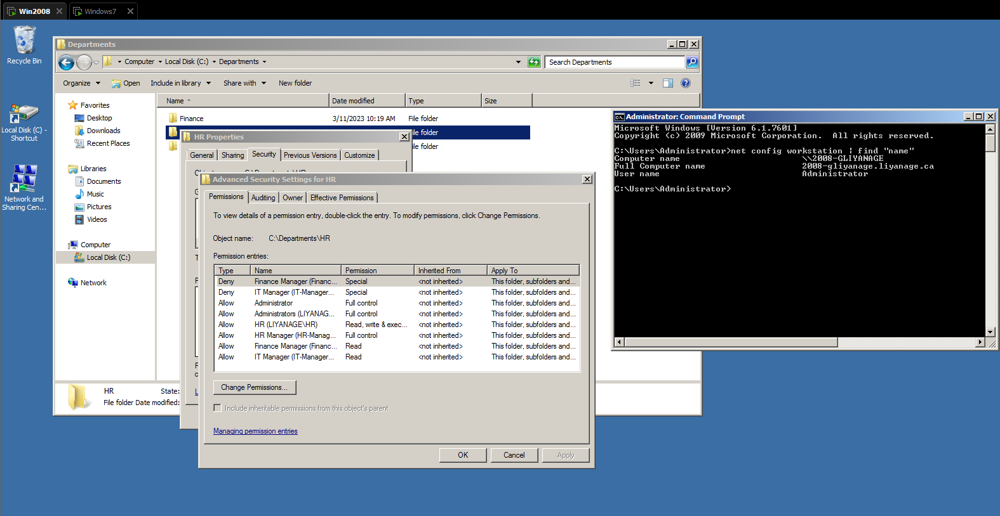 Win2008
Windows7
Recycle Bin
Local Disk (C) -
Shortcut
Network and
Sharing Cen...
Departments
Computer
Local Disk (C:)
Departments
Search Departments
Organize
Open
Include in library
Share with
New folder
Favorites
Desktop
Downloads
Recent Places
Libraries
Documents
Music
Pictures
Videos
Computer
Local Disk (C:)
Network
Name
Date modified
Type
Size
Finance
3/11/2023 10:19 AM
File folder
ile folder
ile folder
HR
State:
File folder Date modified:
HR Properties
General
Sharing
Security
Previous Versions
Customize
Advanced Security Settings for HR
Permissions
Auditing
Owner
Effective Permissions
To view details of a permission entry, double-click the entry. To modify permissions, click Change Permissions.
Object name: C:\Departments\HR
Permission entries:
Type Name Permission Inherited From Apply To
Deny Finance Manager (Financ... Special <not inherited> This folder, subfolders and...
Deny IT Manager (IT-Manager... Special <not inherited> This folder, subfolders and...
Allow Administrator Full control <not inherited> This folder, subfolders and...
Allow Administrators (LIYANAG... Full control <not inherited> This folder, subfolders and...
Allow HR (LIYANAGE\HR) Read, write & exec... <not inherited> This folder, subfolders and...
Allow HR Manager (HR-Manag... Full control <not inherited> This folder, subfolders and...
Allow Finance Manager (Financ... Read <not inherited> This folder, subfolders and...
Allow IT Manager (IT-Manager... Read <not inherited> This folder, subfolders and...
Change Permissions...
Include inheritable permissions from this object's parent
Managing permission entries
OK
Cancel
Apply
Administrator: Command Prompt
Microsoft Windows [Version 6.1.7601]
Copyright (c) 2009 Microsoft Corporation. All rights reserved.
C:\Users\Administrator>net config workstation | find "name"
Computer name \\2008-GLIYANAGE
Full Computer name 2008-gliyanage.liyanage.ca
User name Administrator
C:\Users\Administrator>